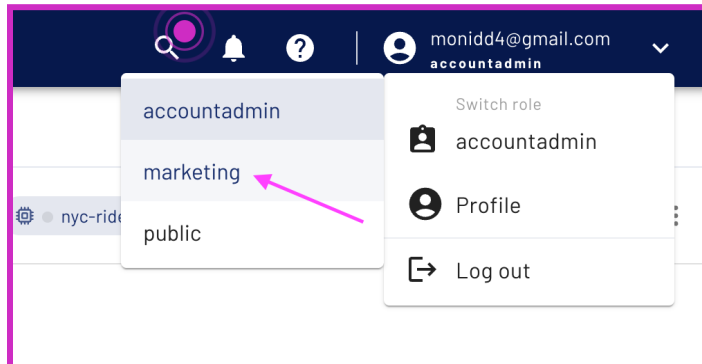 monidd4@gmail.com
accountadmin
accountadmin
marketing
public
Switch role
accountadmin
Profile
Log out
nyc-ride